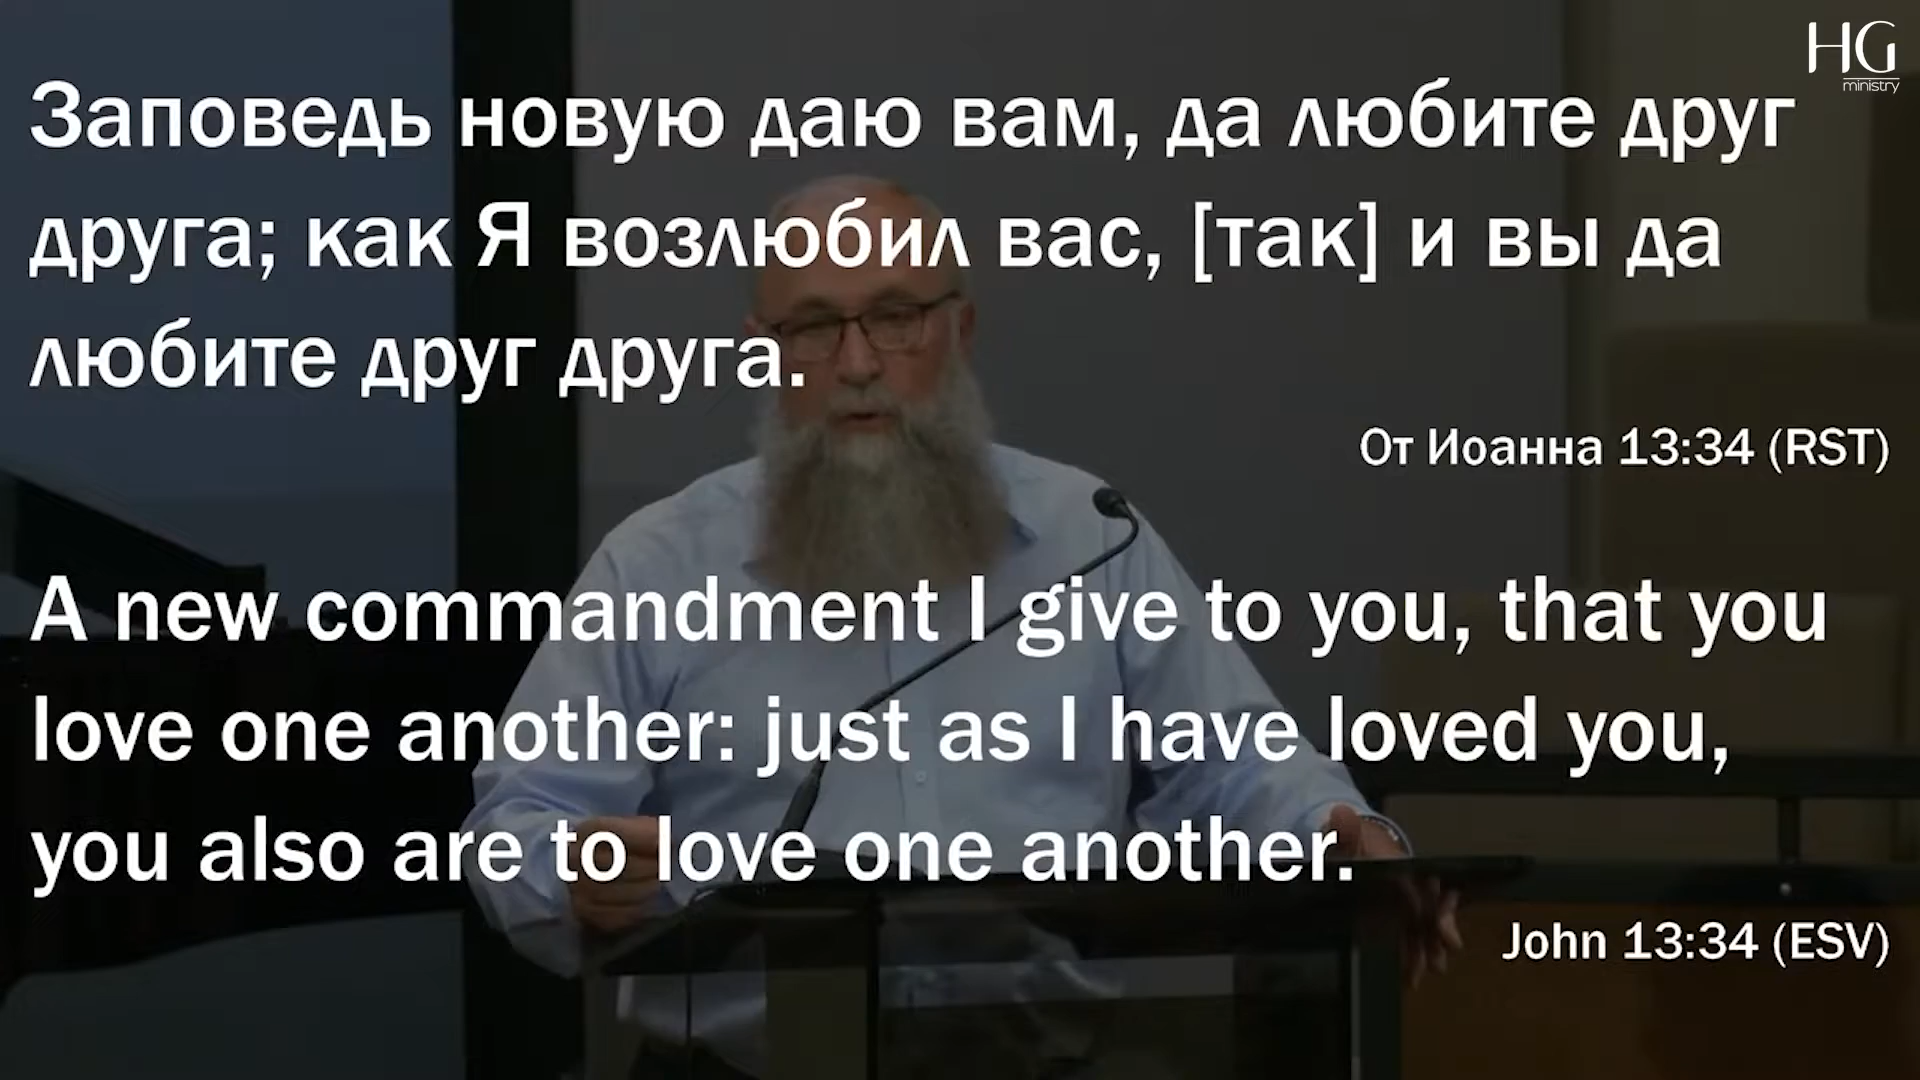 HG
ministry
Заповедь новую даю вам, да любите друг
друга; как Я возлюбил вас, [так] и вы да
любите друг друга.
От Иоанна 13:34 (RST)
A new commandment I give to you, that you
love one another: just as I have loved you,
you also are to love one another.
John 13:34 (ESV)